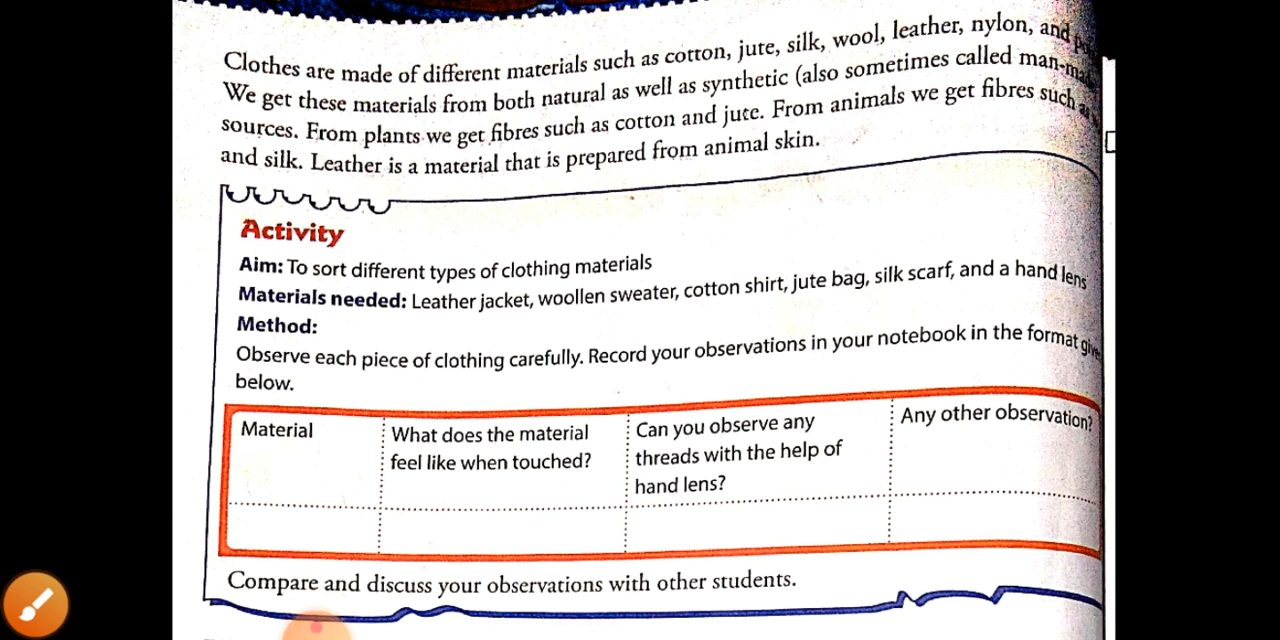 Clothes are made of different materials such as cotton, jute, silk, wool, leather, nylon, and
We get these materials from both natural as well as synthetic (also sometimes called man-made
sources. From plants we get fibres such as cotton and jute. From animals we get fibres such as
and silk. Leather is a material that is prepared from animal skin.
Activity
Aim: To sort different types of clothing materials
Materials needed: Leather jacket, woollen sweater, cotton shirt, jute bag, silk scarf, and a hand lens
Method:
Observe each piece of clothing carefully. Record your observations in your notebook in the format
below.
Material
What does the material
feel like when touched?
Can you observe any
threads with the help of
hand lens?
Any other observation?
Compare and discuss your observations with other students.